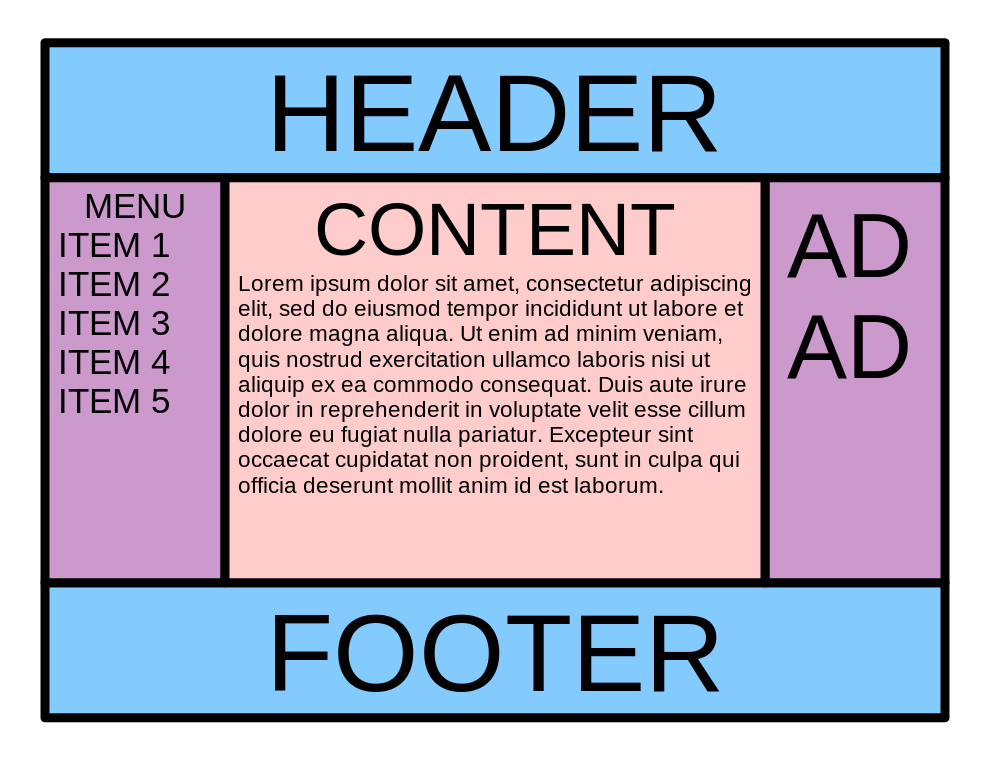 HEADER
MENU
ITEM 1
ITEM 2
ITEM 3
ITEM 4
ITEM 5
CONTENT
Lorem ipsum dolor sit amet, consectetur adipiscing
elit, sed do eiusmod tempor incididunt ut labore et
dolore magna aliqua. Ut enim ad minim veniam,
quis nostrud exercitation ullamco laboris nisi ut
aliquip ex ea commodo consequat. Duis aute irure
dolor in reprehenderit in voluptate velit esse cillum
dolore eu fugiat nulla pariatur. Excepteur sint
occaecat cupidatat non proident, sunt in culpa qui
officia deserunt mollit anim id est laborum.
AD
AD
FOOTER